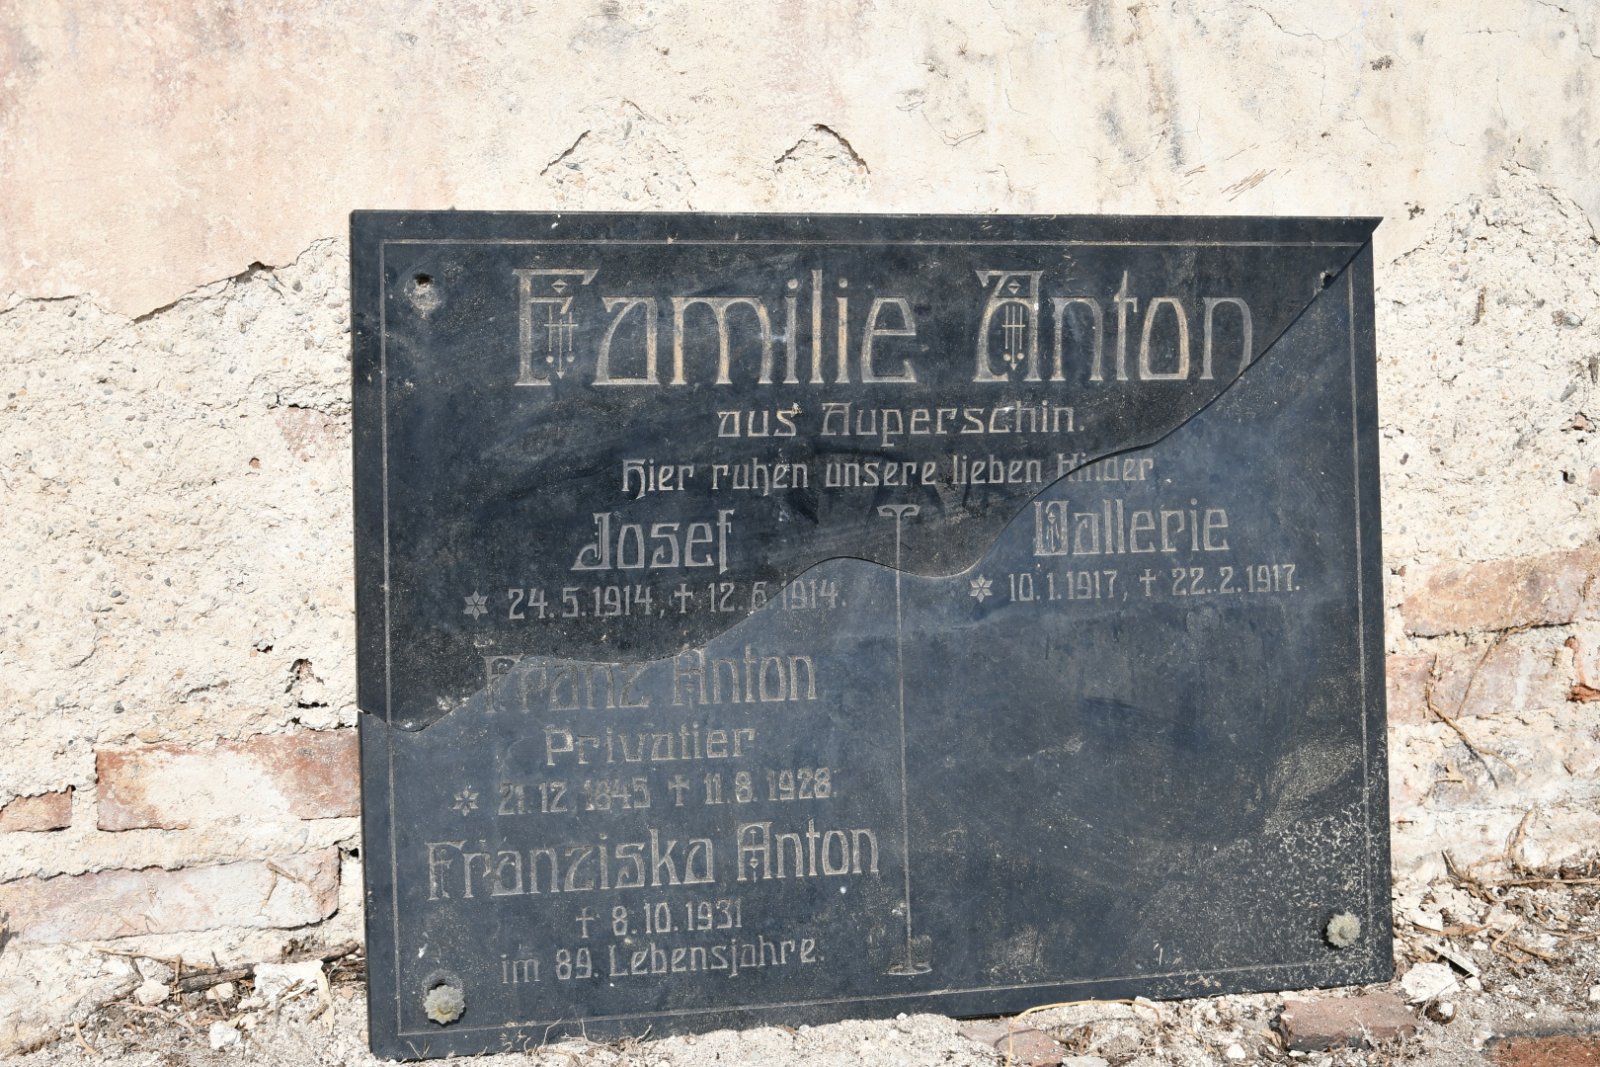 Familie Anton
aus Auperschin.
Hier ruhen unsere lieben Kinder
Josef
* 24.5.1914, † 12.6.1914.
Wallerie
* 10.1.1917, † 22.2.1917.
Franz Anton
Privatier
* 21.12.1845 † 11.8.1928.
Franziska Anton
† 8.10.1931
im 89. Lebensjahre.